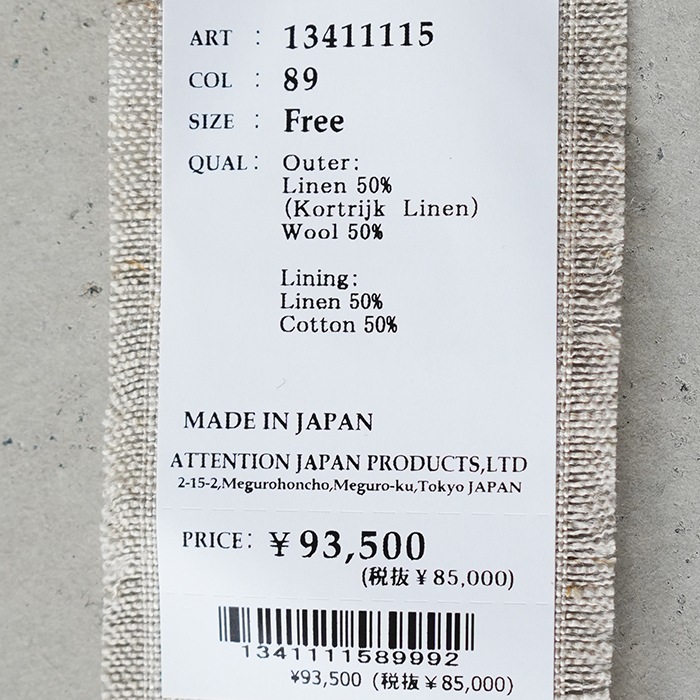 ART : 13411115
COL : 89
SIZE : Free
QUAL: Outer:
Linen 50%
(Kortrijk Linen)
Wool 50%
Lining:
Linen 50%
Cotton 50%
MADE IN JAPAN
ATTENTION JAPAN PRODUCTS,LTD
2-15-2,Megurohoncho,Meguro-ku,Tokyo JAPAN
PRICE: ¥93,500
(税抜¥85,000)
1341111589992
¥93,500 (税抜¥85,000)